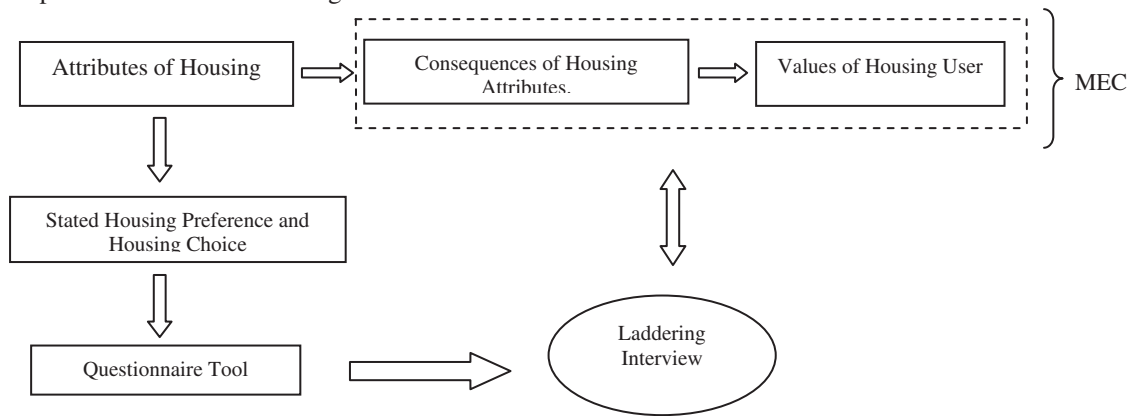 Attributes of Housing
Consequences of Housing
Attributes.
Values of Housing User
MEC
Stated Housing Preference and
Housing Choice
Questionnaire Tool
Laddering
Interview